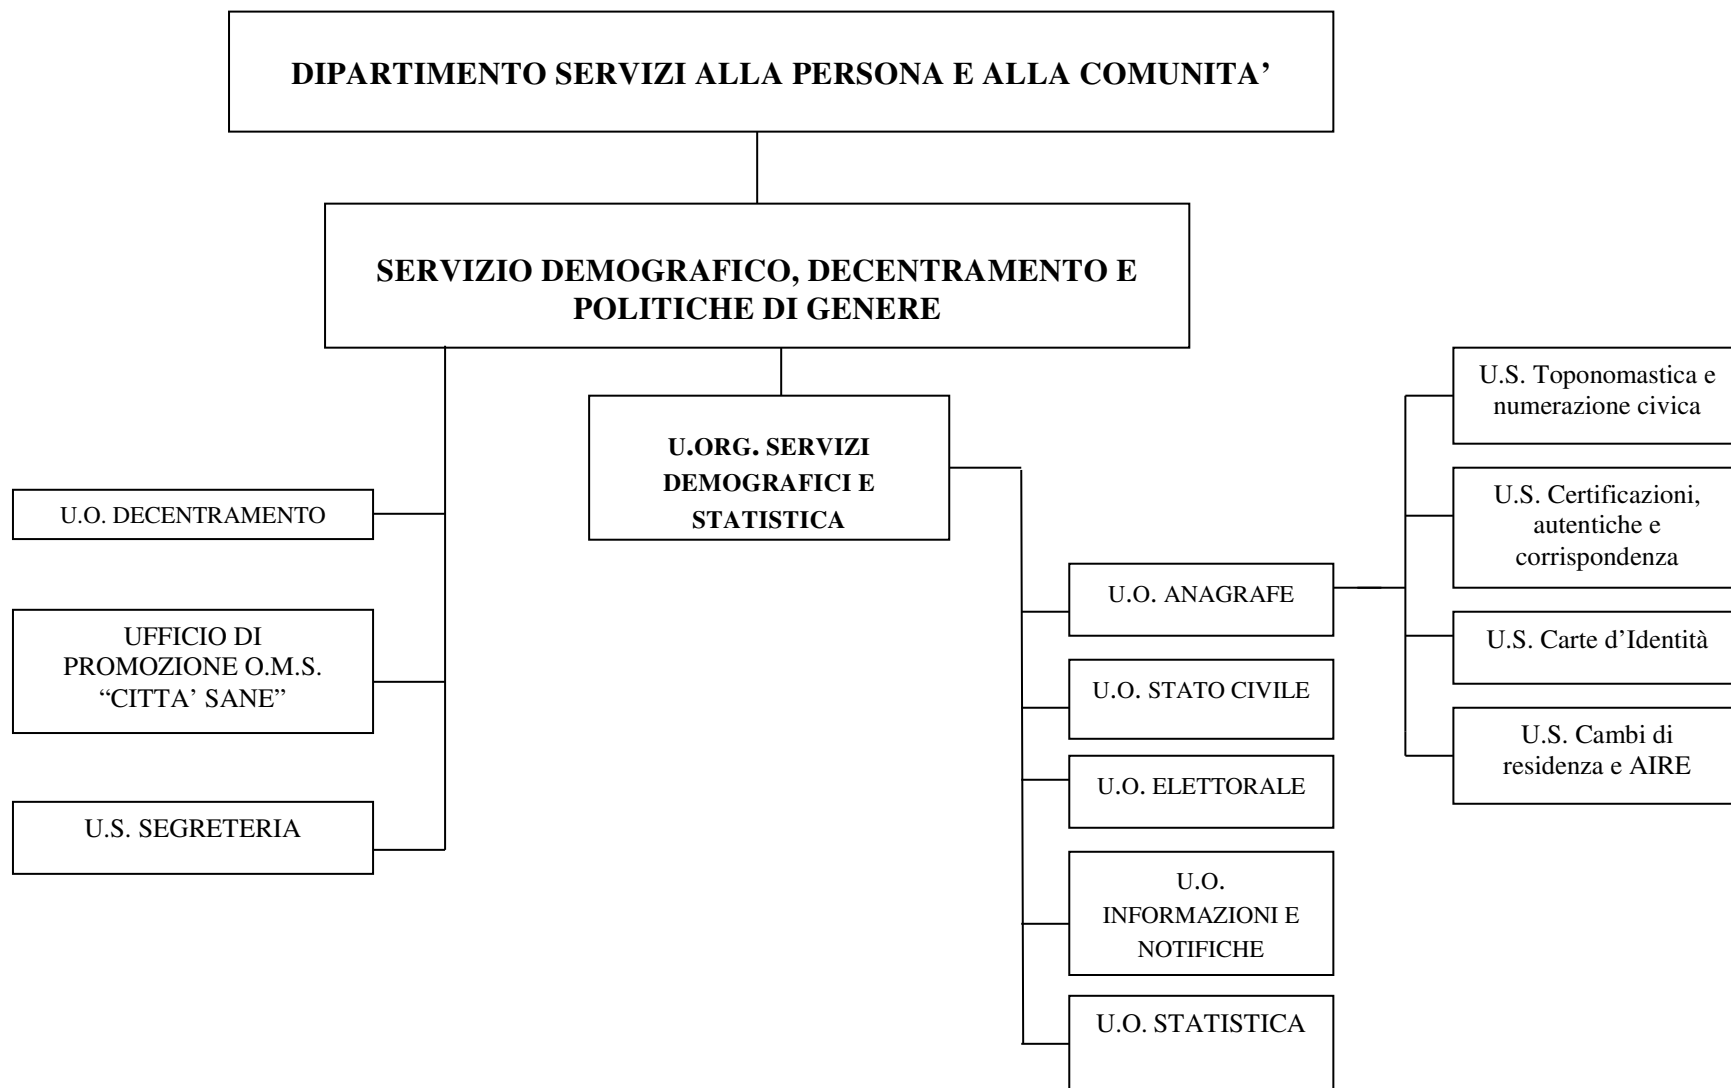 DIPARTIMENTO SERVIZI ALLA PERSONA E ALLA COMUNITA’
SERVIZIO DEMOGRAFICO, DECENTRAMENTO E
POLITICHE DI GENERE
U.ORG. SERVIZI
DEMOGRAFICI E
STATISTICA
U.O. DECENTRAMENTO
UFFICIO DI
PROMOZIONE O.M.S.
“CITTA’ SANE”
U.S. SEGRETERIA
U.O. ANAGRAFE
U.O. STATO CIVILE
U.O. ELETTORALE
U.O.
INFORMAZIONI E
NOTIFICHE
U.O. STATISTICA
U.S. Toponomastica e
numerazione civica
U.S. Certificazioni,
autentiche e
corrispondenza
U.S. Carte d’Identità
U.S. Cambi di
residenza e AIRE